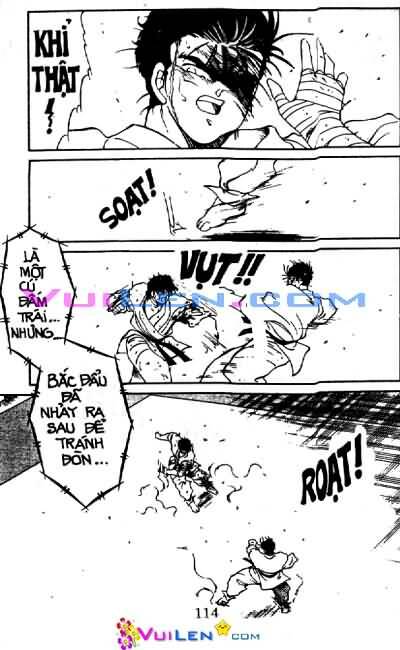 KHỈ
THẬT
!
SOẠT!
VỤT!!
LÀ
MỘT
CÚ
ĐẤM
TRÁI...
NHƯNG...
VUILEN.COM
BẮC ĐẨU
ĐÃ
NHẢY RA
SAU ĐỂ
TRÁNH
ĐÒN...
ROẠT!
114
VUILEN
.COM